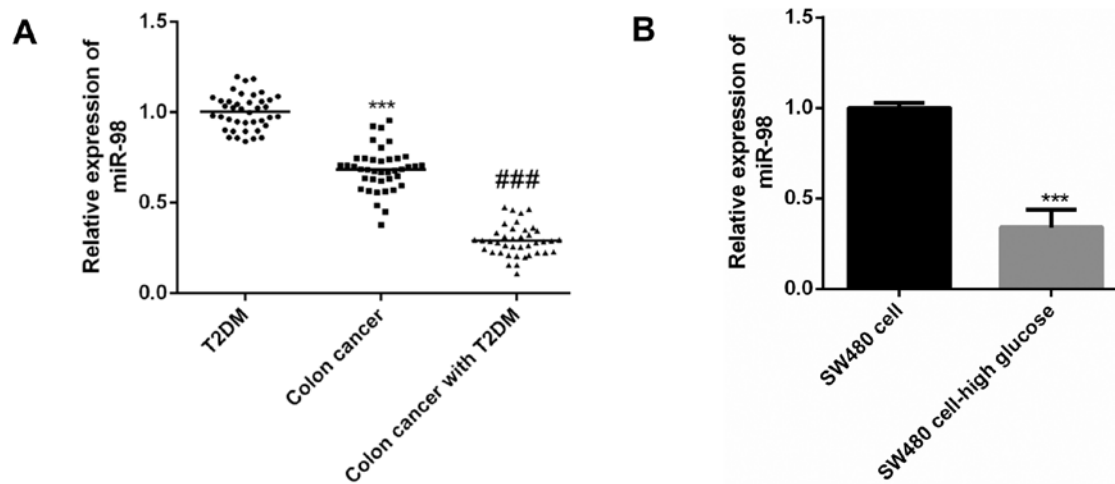 A
Relative expression of
miR-98
1.5
1.0
0.5
0.0
***
###
T2DM
Colon cancer
Colon cancer with T2DM
B
Relative expression of
miR-98
1.5
1.0
0.5
0.0
***
SW480 cell
SW480 cell-high glucose